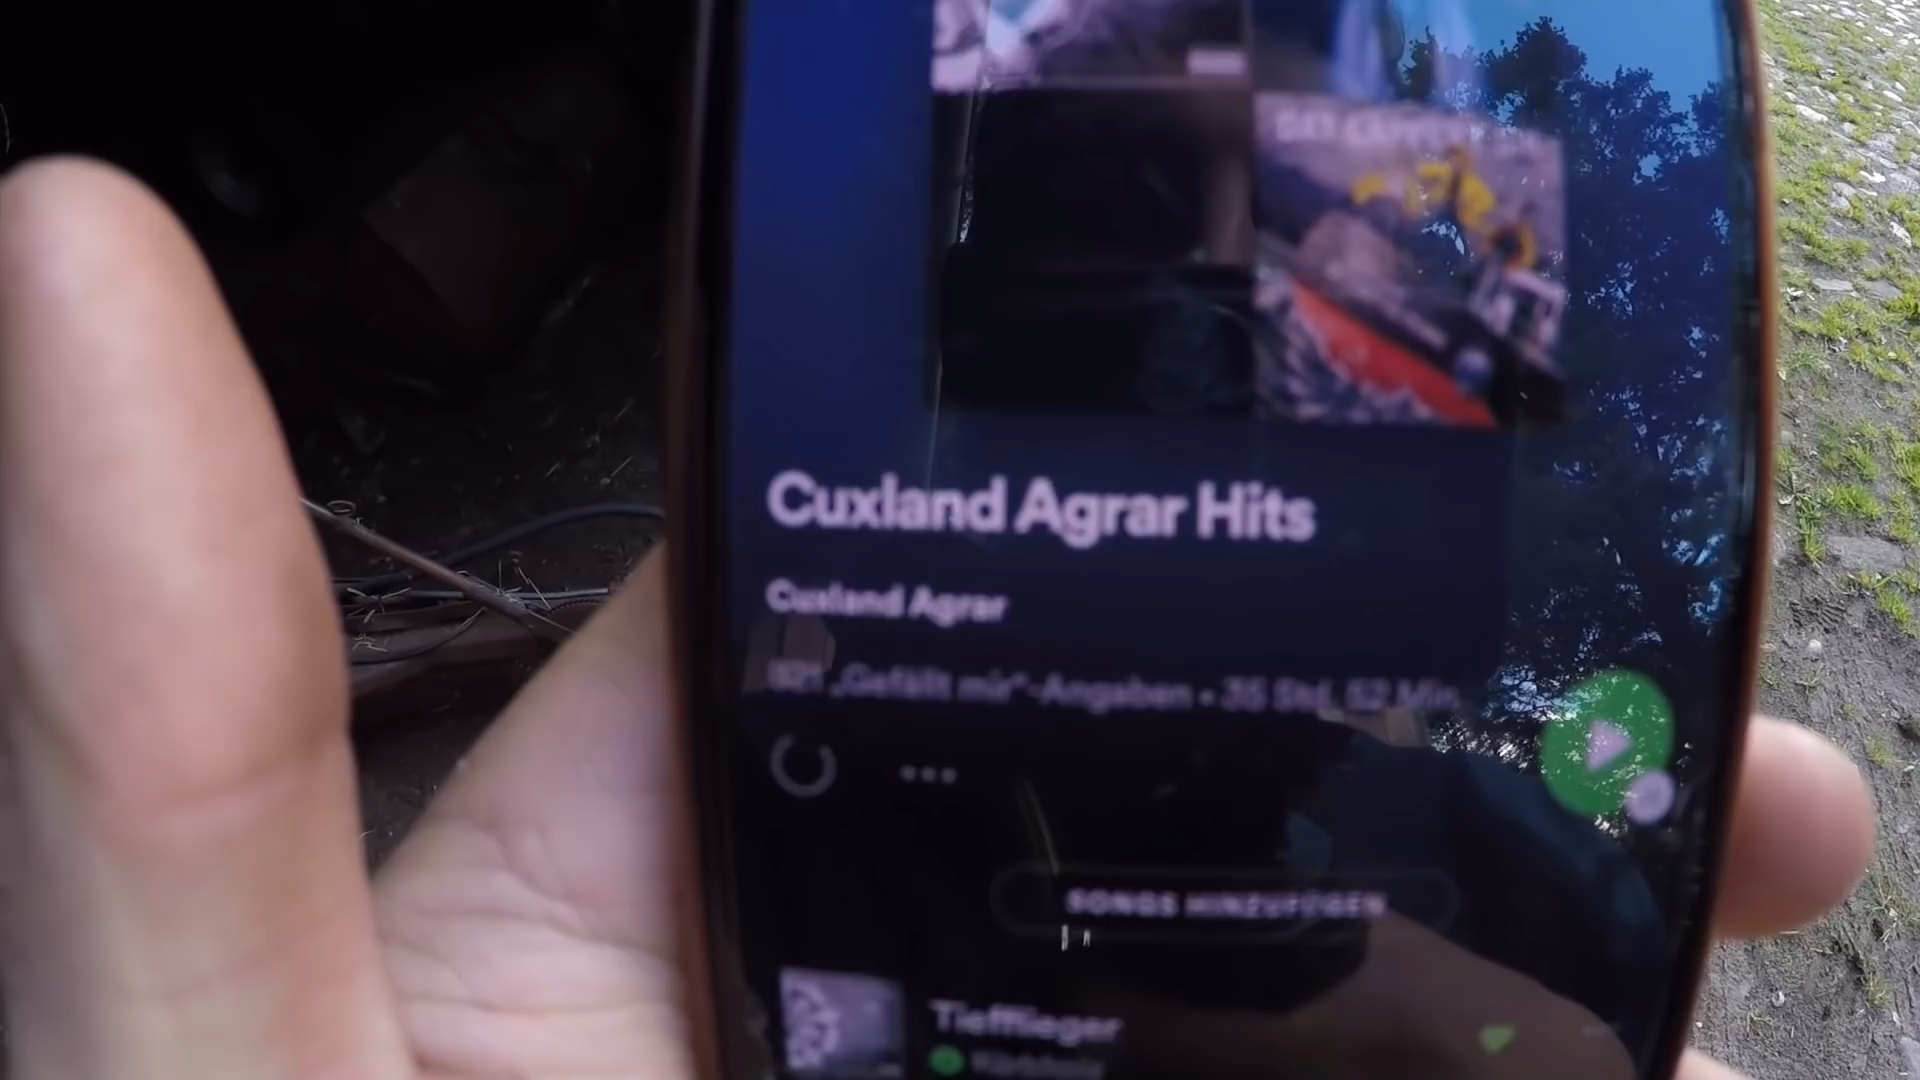 Cuxland Agrar Hits
Cuxland Agrar
„Gefällt mir“-Angaben • 35 Std. 52 Min.
SONGS HINZUFÜGEN
Tiefflieger